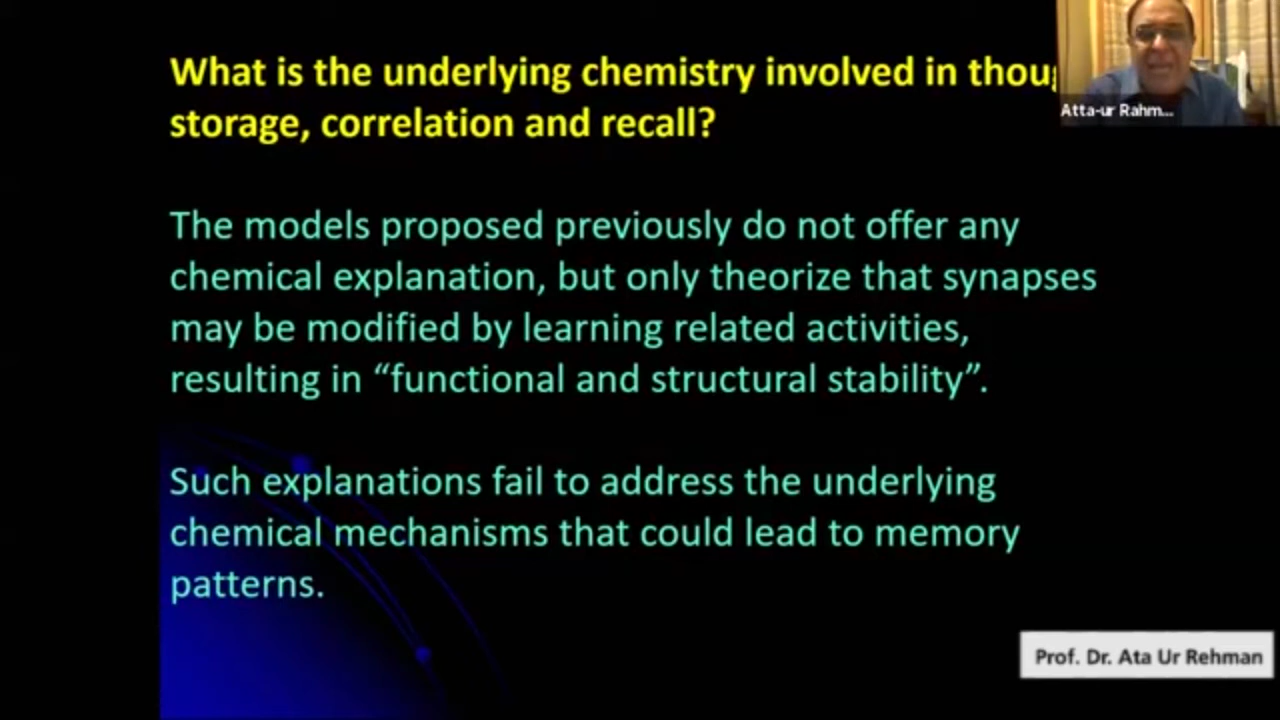 What is the underlying chemistry involved in thou
storage, correlation and recall?
Atta-ur Rahm...
The models proposed previously do not offer any
chemical explanation, but only theorize that synapses
may be modified by learning related activities,
resulting in “functional and structural stability”.
Such explanations fail to address the underlying
chemical mechanisms that could lead to memory
patterns.
Prof. Dr. Ata Ur Rehman